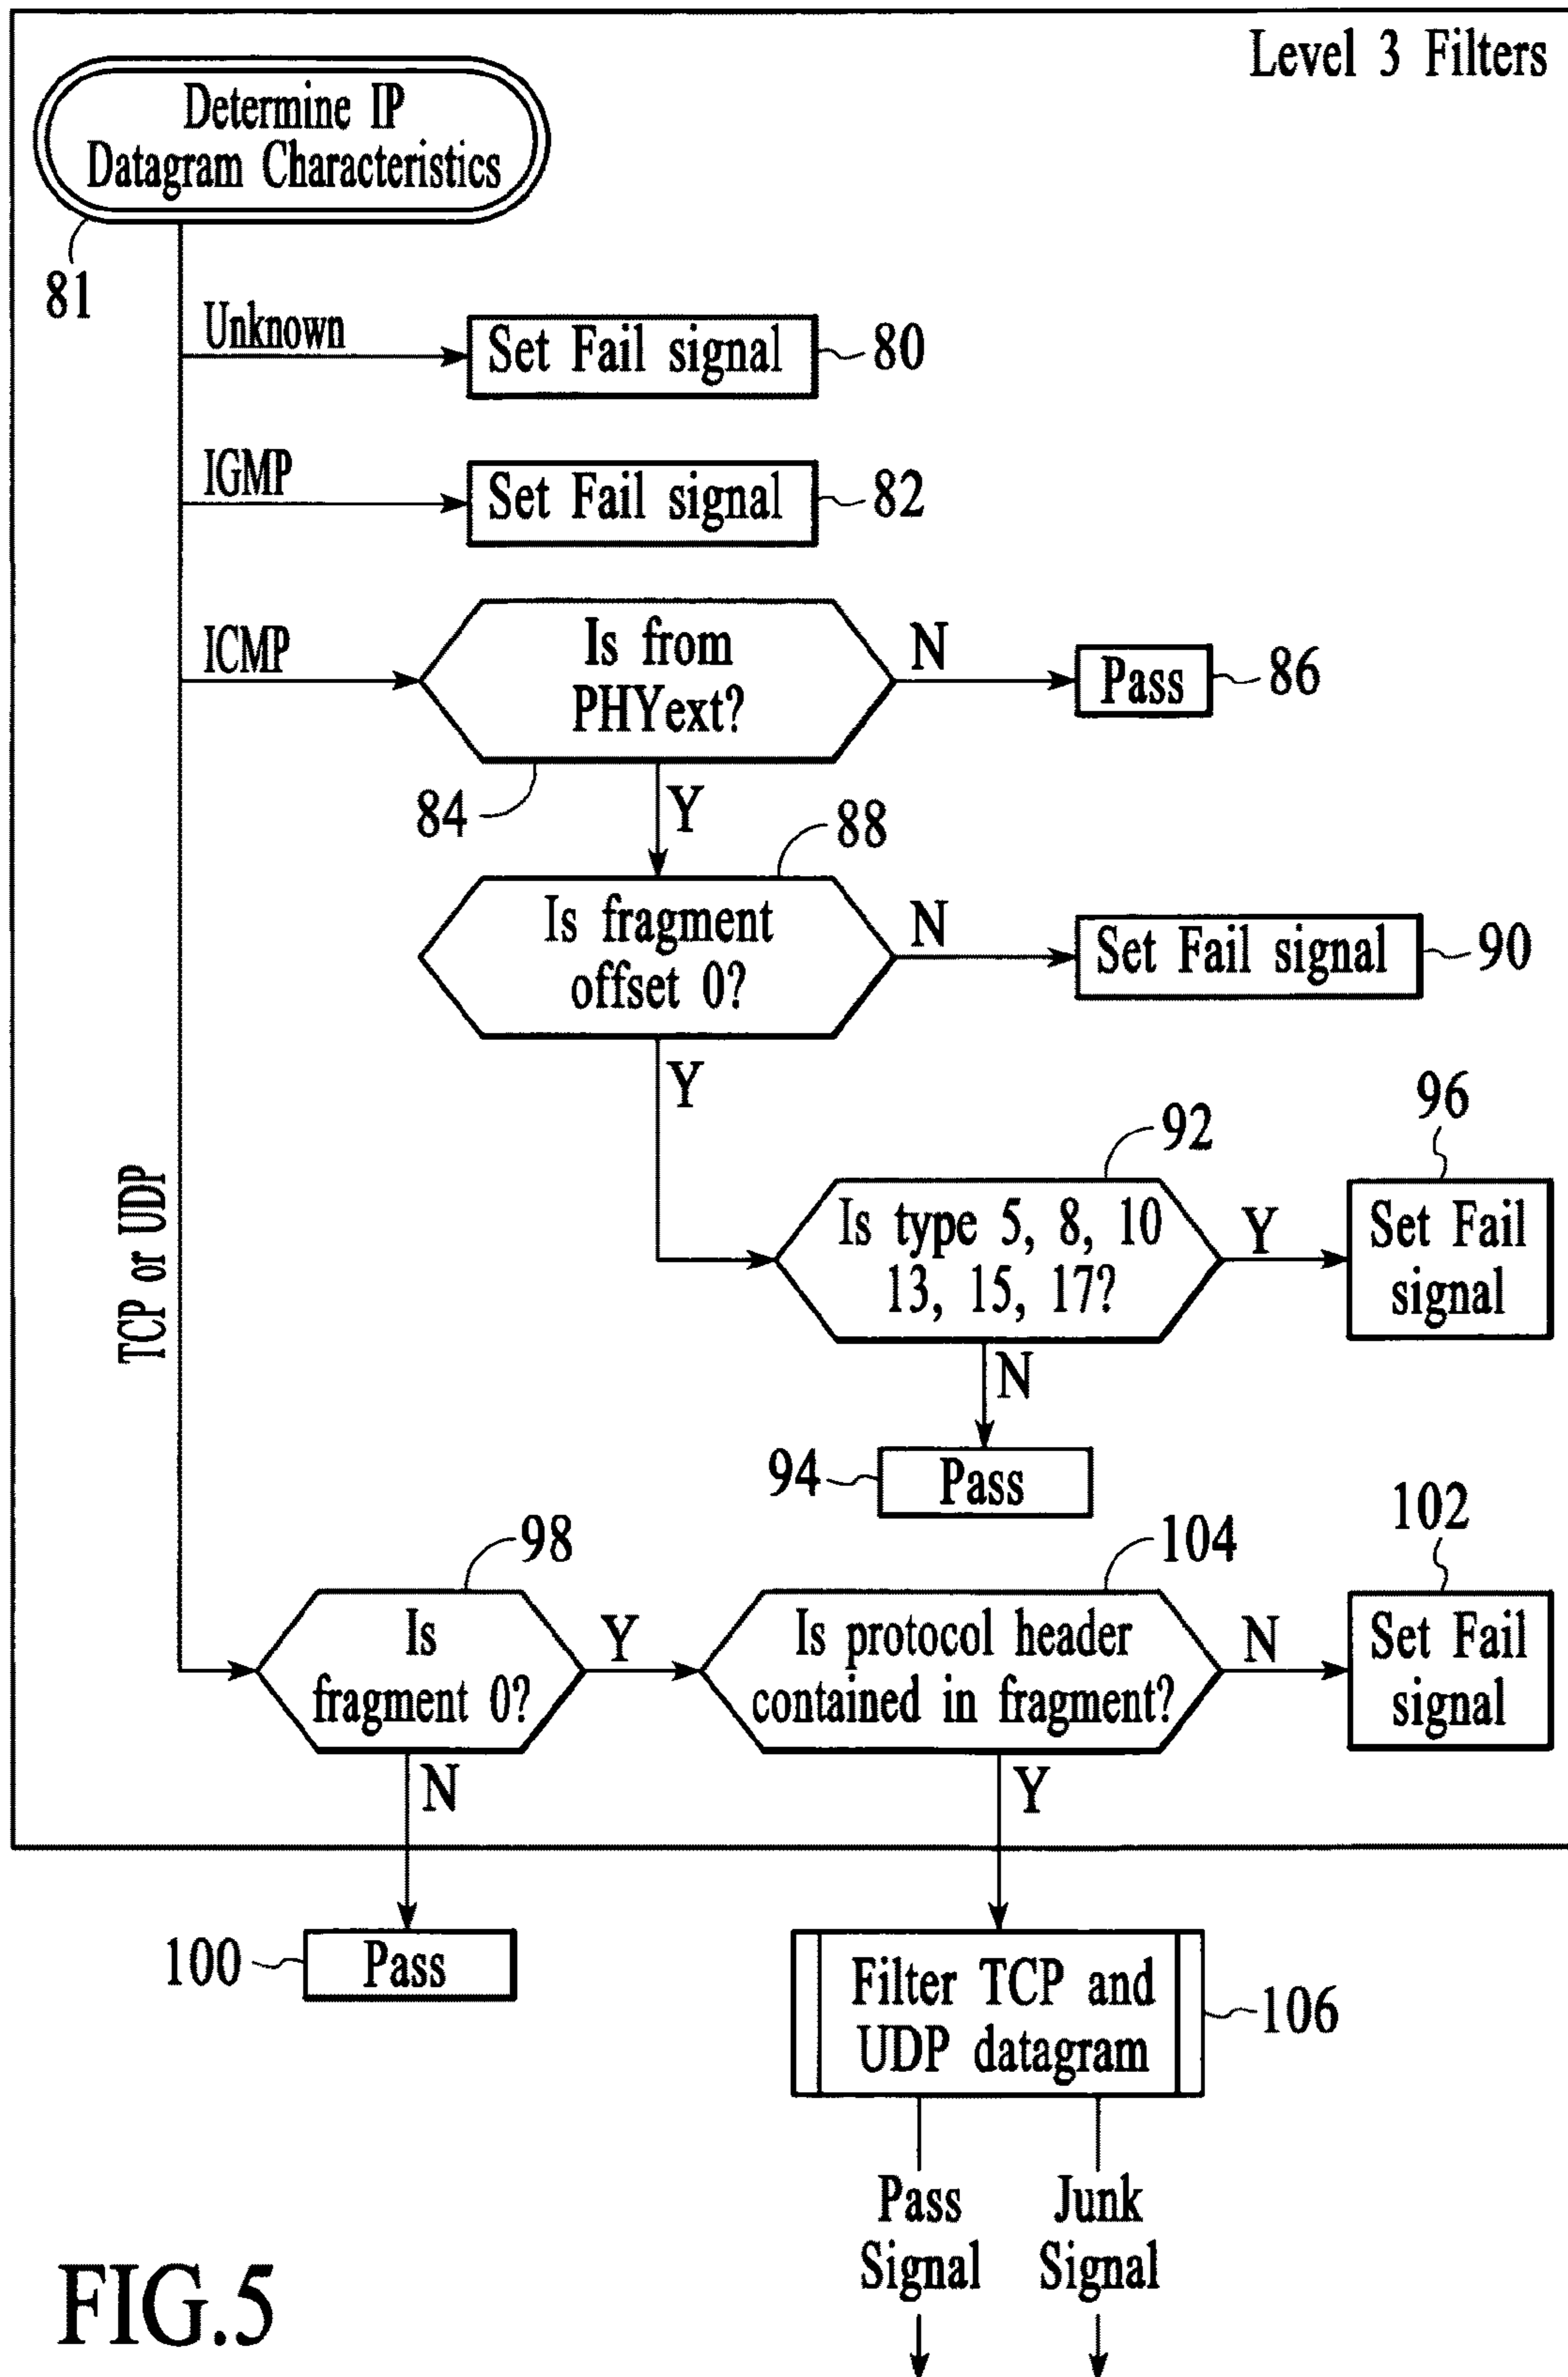 Level 3 Filters
Determine IP
Datagram Characteristics
81
Unknown
Set Fail signal
80
IGMP
Set Fail signal
82
ICMP
Is from
PHYext?
N
Pass
86
84
Y
88
Is fragment
offset 0?
N
Set Fail signal
90
Y
92
96
Is type 5, 8, 10
13, 15, 17?
Y
Set Fail
signal
N
94
Pass
TCP or UDP
98
104
102
Is
fragment 0?
Y
Is protocol header
contained in fragment?
N
Set Fail
signal
N
Y
100
Pass
Filter TCP and
UDP datagram
106
Pass
Signal
Junk
Signal
FIG.5